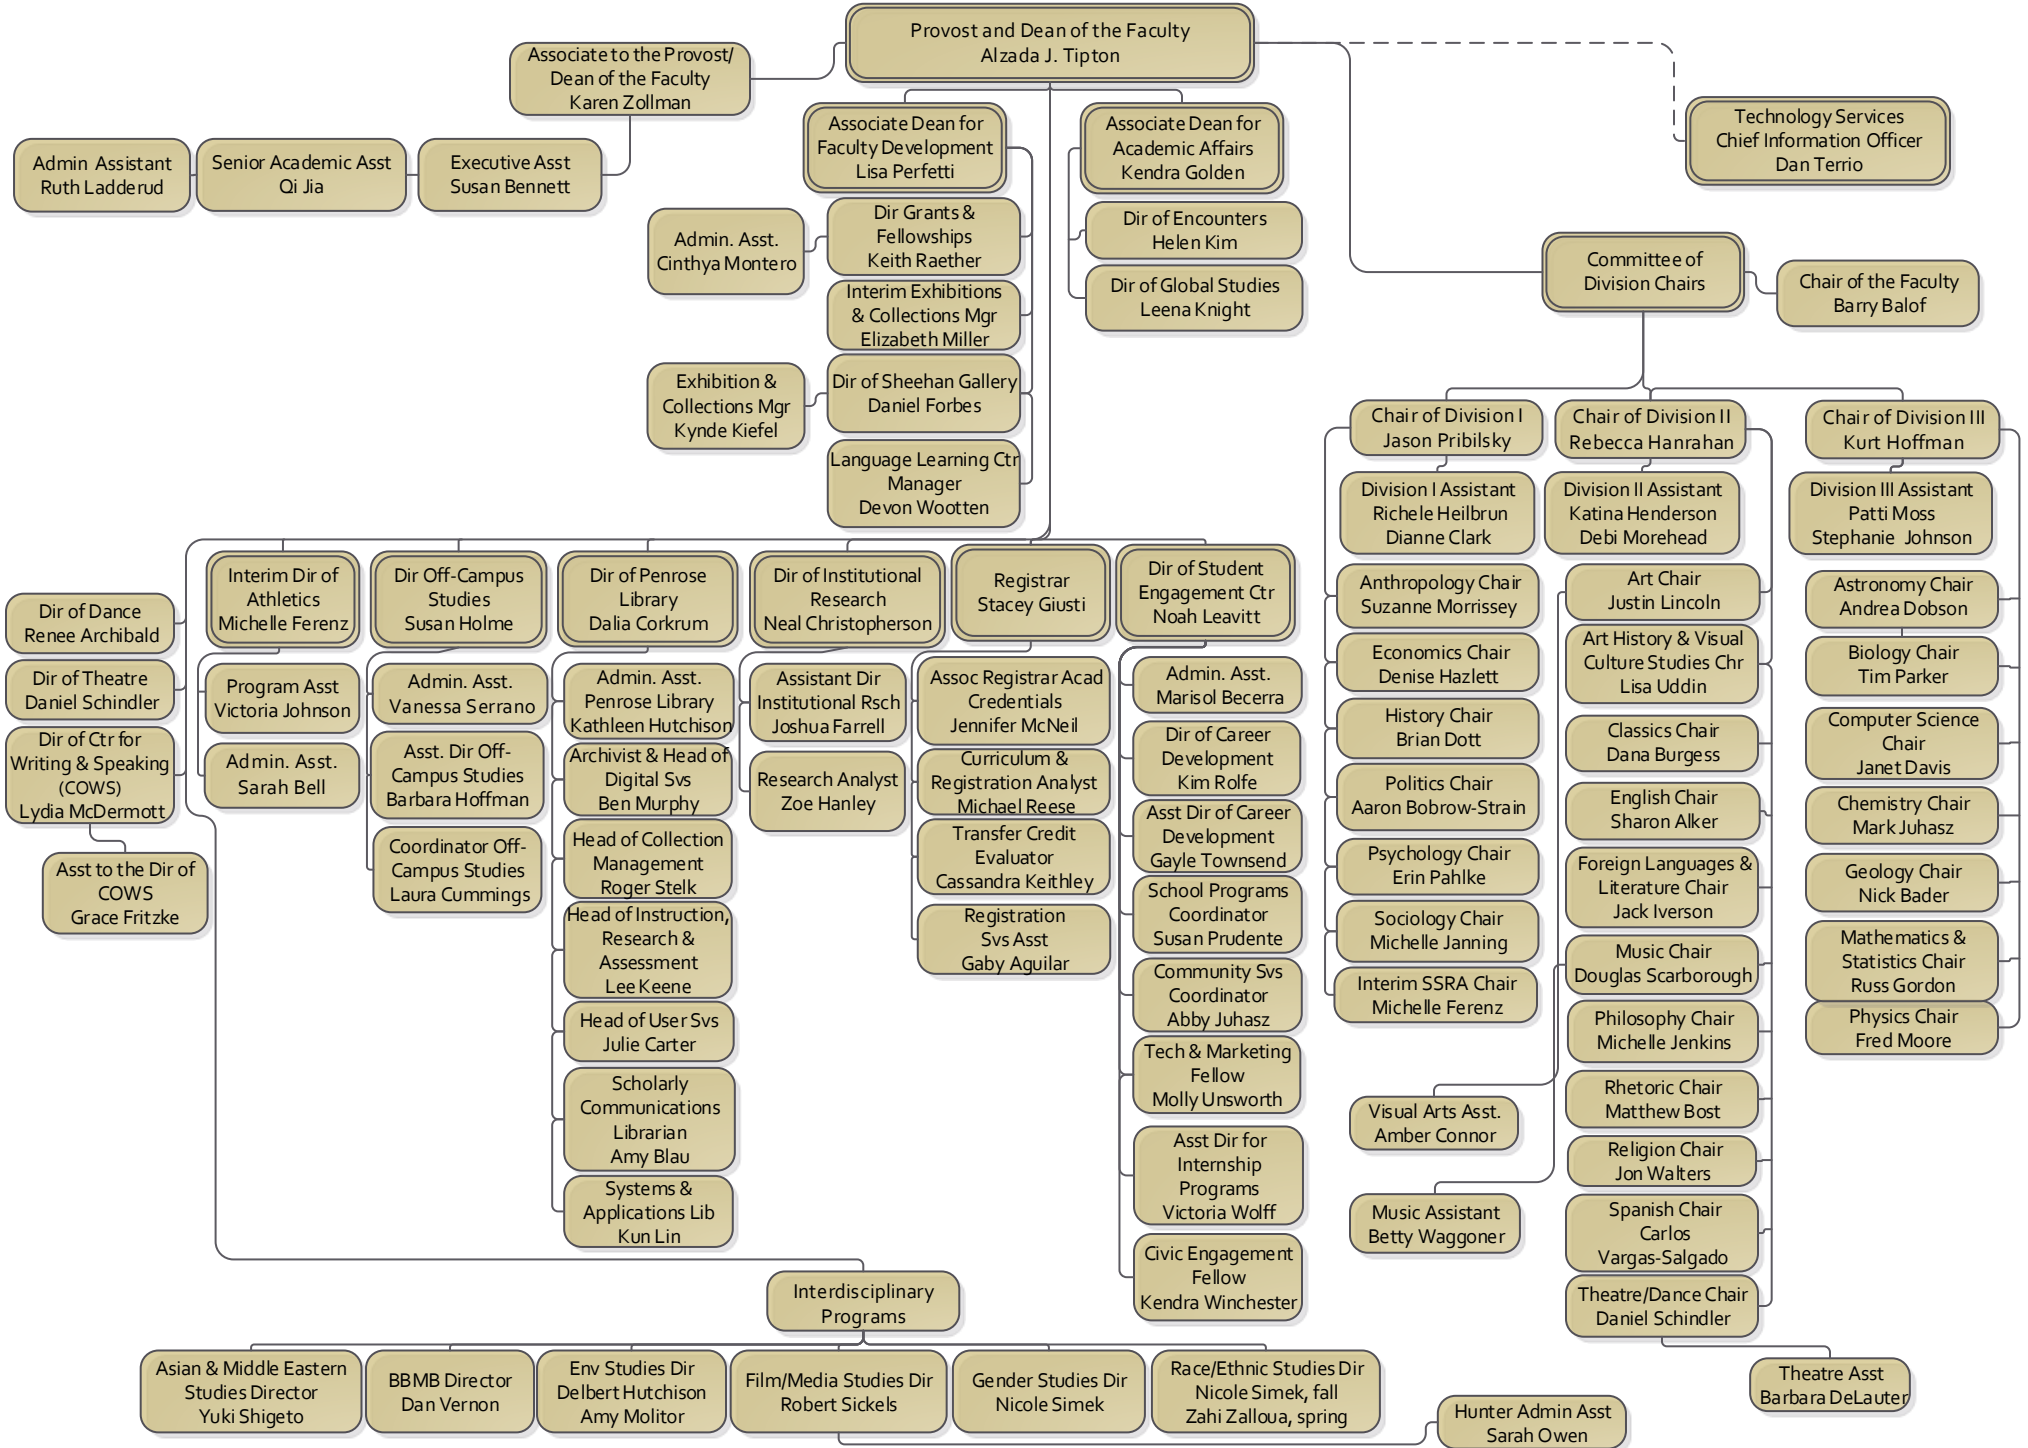 Provost and Dean of the Faculty
Alzada J. Tipton
Associate to the Provost/
Dean of the Faculty
Karen Zollman
Technology Services
Chief Information Officer
Dan Terrio
Associate Dean for
Faculty Development
Lisa Perfetti
Associate Dean for
Academic Affairs
Kendra Golden
Admin Assistant
Ruth Ladderud
Senior Academic Asst
Qi Jia
Executive Asst
Susan Bennett
Dir Grants &
Fellowships
Keith Raether
Admin. Asst.
Cinthya Montero
Interim Exhibitions
& Collections Mgr
Elizabeth Miller
Dir of Sheehan Gallery
Daniel Forbes
Exhibition &
Collections Mgr
Kynde Kiefel
Language Learning Ctr
Manager
Devon Wootten
Dir of Encounters
Helen Kim
Dir of Global Studies
Leena Knight
Committee of
Division Chairs
Chair of the Faculty
Barry Balof
Chair of Division I
Jason Pribilsky
Chair of Division II
Rebecca Hanrahan
Chair of Division III
Kurt Hoffman
Division I Assistant
Richele Heilbrun
Dianne Clark
Division II Assistant
Katina Henderson
Debi Morehead
Division III Assistant
Patti Moss
Stephanie Johnson
Dir of Dance
Renee Archibald
Dir of Theatre
Daniel Schindler
Dir of Ctr for
Writing & Speaking
(COWS)
Lydia McDermott
Asst to the Dir of
COWS
Grace Fritzke
Interim Dir of
Athletics
Michelle Ferenz
Program Asst
Victoria Johnson
Admin. Asst.
Sarah Bell
Dir Off-Campus
Studies
Susan Holme
Admin. Asst.
Vanessa Serrano
Asst. Dir Off-
Campus Studies
Barbara Hoffman
Coordinator Off-
Campus Studies
Laura Cummings
Dir of Penrose
Library
Dalia Corkrum
Admin. Asst.
Penrose Library
Kathleen Hutchison
Archivist & Head of
Digital Svs
Ben Murphy
Head of Collection
Management
Roger Stelk
Head of Instruction,
Research &
Assessment
Lee Keene
Head of User Svs
Julie Carter
Scholarly
Communications
Librarian
Amy Blau
Systems &
Applications Lib
Kun Lin
Dir of Institutional
Research
Neal Christopherson
Assistant Dir
Institutional Rsch
Joshua Farrell
Research Analyst
Zoe Hanley
Registrar
Stacey Giusti
Assoc Registrar Acad
Credentials
Jennifer McNeil
Curriculum &
Registration Analyst
Michael Reese
Transfer Credit
Evaluator
Cassandra Keithley
Registration
Svs Asst
Gaby Aguilar
Dir of Student
Engagement Ctr
Noah Leavitt
Admin. Asst.
Marisol Becerra
Dir of Career
Development
Kim Rolfe
Asst Dir of Career
Development
Gayle Townsend
School Programs
Coordinator
Susan Prudente
Community Svs
Coordinator
Abby Juhasz
Tech & Marketing
Fellow
Molly Unsworth
Asst Dir for
Internship
Programs
Victoria Wolff
Civic Engagement
Fellow
Kendra Winchester
Anthropology Chair
Suzanne Morrissey
Economics Chair
Denise Hazlett
History Chair
Brian Dott
Politics Chair
Aaron Bobrow-Strain
Psychology Chair
Erin Pahlke
Sociology Chair
Michelle Janning
Interim SSRA Chair
Michelle Ferenz
Visual Arts Asst.
Amber Connor
Music Assistant
Betty Waggoner
Art Chair
Justin Lincoln
Art History & Visual
Culture Studies Chr
Lisa Uddin
Classics Chair
Dana Burgess
English Chair
Sharon Alker
Foreign Languages &
Literature Chair
Jack Iverson
Music Chair
Douglas Scarborough
Philosophy Chair
Michelle Jenkins
Rhetoric Chair
Matthew Bost
Religion Chair
Jon Walters
Spanish Chair
Carlos
Vargas-Salgado
Theatre/Dance Chair
Daniel Schindler
Theatre Asst
Barbara DeLauter
Astronomy Chair
Andrea Dobson
Biology Chair
Tim Parker
Computer Science
Chair
Janet Davis
Chemistry Chair
Mark Juhasz
Geology Chair
Nick Bader
Mathematics &
Statistics Chair
Russ Gordon
Physics Chair
Fred Moore
Interdisciplinary
Programs
Asian & Middle Eastern
Studies Director
Yuki Shigeto
BBMB Director
Dan Vernon
Env Studies Dir
Delbert Hutchison
Amy Molitor
Film/Media Studies Dir
Robert Sickels
Gender Studies Dir
Nicole Simek
Race/Ethnic Studies Dir
Nicole Simek, fall
Zahi Zalloua, spring
Hunter Admin Asst
Sarah Owen